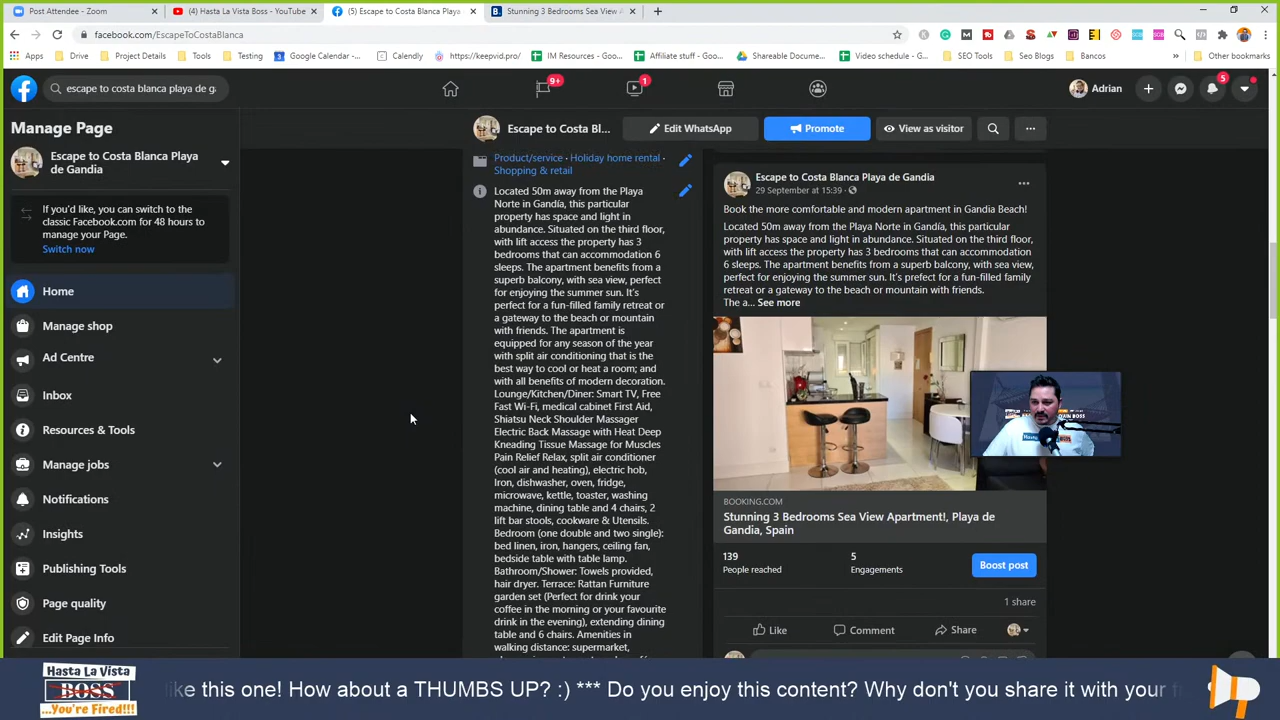 Post Attendee - Zoom
(4) Hasta La Vista Boss - YouTube
(5) Escape to Costa Blanca Playa
Stunning 3 Bedrooms Sea View A
facebook.com/EscapeToCostaBlanca
Apps
Drive
Project Details
Tools
Testing
Google Calendar -...
Calendly
https://keepvid.pro/
IM Resources - Goo...
Affiliate stuff - Goo...
Shareable Docume...
Video schedule - G...
SEO Tools
Seo Blogs
Bancos
»
Other bookmarks
escape to costa blanca playa de g.
9+
1
Adrian
5
Manage Page
Escape to Costa Blanca Playa
de Gandia
If you'd like, you can switch to the
classic Facebook.com for 48 hours to
manage your Page.
Switch now
Home
Manage shop
Ad Centre
Inbox
Resources & Tools
Manage jobs
Notifications
Insights
Publishing Tools
Page quality
Edit Page Info
Escape to Costa Bl...
Edit WhatsApp
Promote
View as visitor
Product/service · Holiday home rental ·
Shopping & retail
Located 50m away from the Playa
Norte in Gandía, this particular
property has space and light in
abundance. Situated on the third floor,
with lift access the property has 3
bedrooms that can accommodation 6
sleeps. The apartment benefits from a
superb balcony, with sea view, perfect
for enjoying the summer sun. It's
perfect for a fun-filled family retreat or
a gateway to the beach or mountain
with friends. The apartment is
equipped for any season of the year
with split air conditioning that is the
best way to cool or heat a room; and
with all benefits of modern decoration.
Lounge/Kitchen/Diner: Smart TV, Free
Fast Wi-Fi, medical cabinet First Aid,
Shiatsu Neck Shoulder Massager
Electric Back Massage with Heat Deep
Kneading Tissue Massage for Muscles
Pain Relief Relax, split air conditioner
(cool air and heating), electric hob,
Iron, dishwasher, oven, fridge,
microwave, kettle, toaster, washing
machine, dining table and 4 chairs, 2
lift bar stools, cookware & Utensils.
Bedroom (one double and two single):
bed linen, iron, hangers, ceiling fan,
bedside table with table lamp.
Bathroom/Shower: Towels provided,
hair dryer. Terrace: Rattan Furniture
garden set (Perfect for drink your
coffee in the morning or your favourite
drink in the evening), extending dining
table and 6 chairs. Amenities in
walking distance: supermarket,
Escape to Costa Blanca Playa de Gandia
29 September at 15:39 ·
Book the more comfortable and modern apartment in Gandia Beach!
Located 50m away from the Playa Norte in Gandía, this particular
property has space and light in abundance. Situated on the third floor,
with lift access the property has 3 bedrooms that can accommodation
6 sleeps. The apartment benefits from a superb balcony, with sea view,
perfect for enjoying the summer sun. It's prefect for a fun-filled family
retreat or a gateway to the beach or mountain with friends.
The a... See more
BOOKING.COM
Stunning 3 Bedrooms Sea View Apartment!, Playa de
Gandia, Spain
139
People reached
5
Engagements
Boost post
1 share
Like
Comment
Share
Hasta La Vista
BOSS
...You're Fired!!!
like this one! How about a THUMBS UP? :) *** Do you enjoy this content? Why don't you share it with your